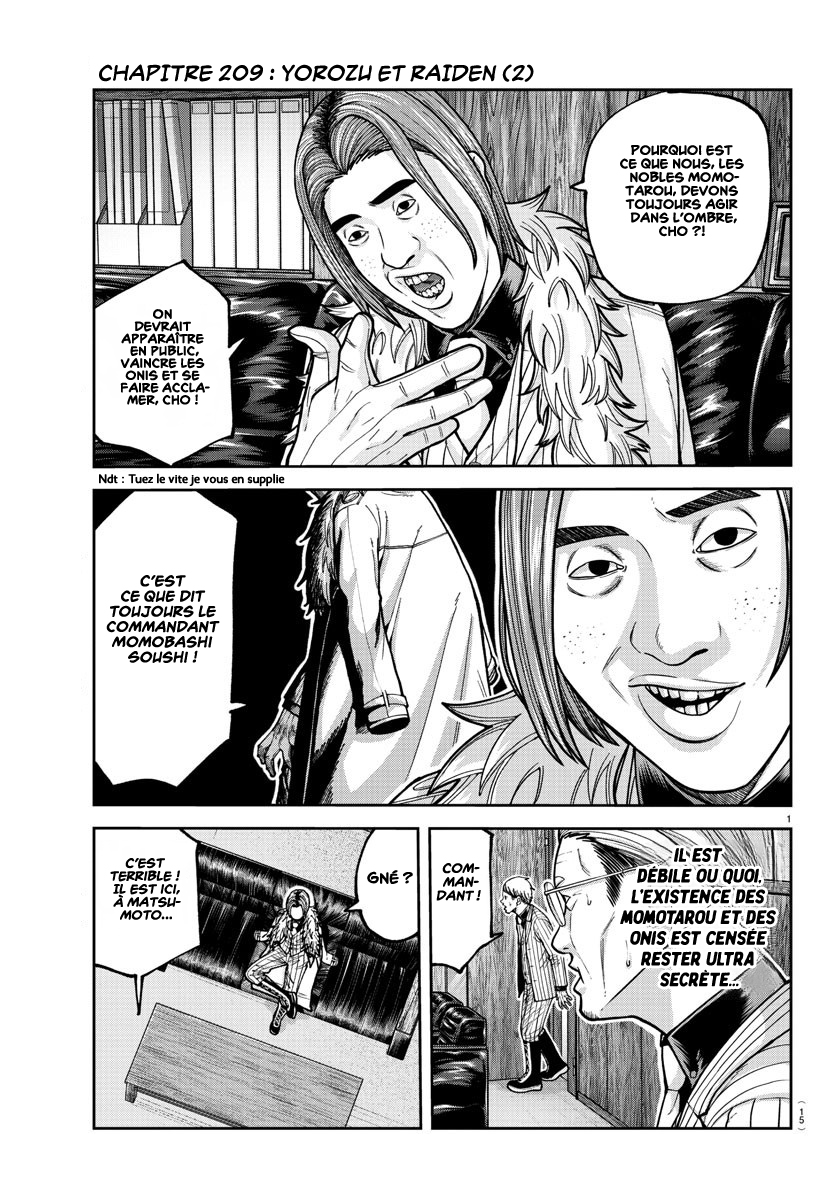 CHAPITRE 209 : YOROZU ET RAIDEN (2)
POURQUOI EST
CE QUE NOUS, LES
NOBLES MOMO-
TAROU, DEVONS
TOUJOURS AGIR
DANS L'OMBRE,
CHO ?!
ON
DEVRAIT
APPARAÎTRE
EN PUBLIC,
VAINCRE LES
ONIS ET SE
FAIRE ACCLA-
MER, CHO !
Ndt : Tuez le vite je vous en supplie
C'EST
CE QUE DIT
TOUJOURS LE
COMMANDANT
MOMOBASHI
SOUSHI !
1
COM-
MAN-
DANT !
IL EST
DÉBILE OU QUOI,
L'EXISTENCE DES
MOMOTAROU ET DES
ONIS EST CENSÉE
RESTER ULTRA
SECRÈTE...
GNÉ ?
C'EST
TERRIBLE !
IL EST ICI,
À MATSU-
MOTO...
(15)